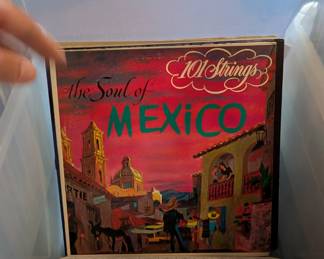 101 Strings
the Soul of
MEXiCO